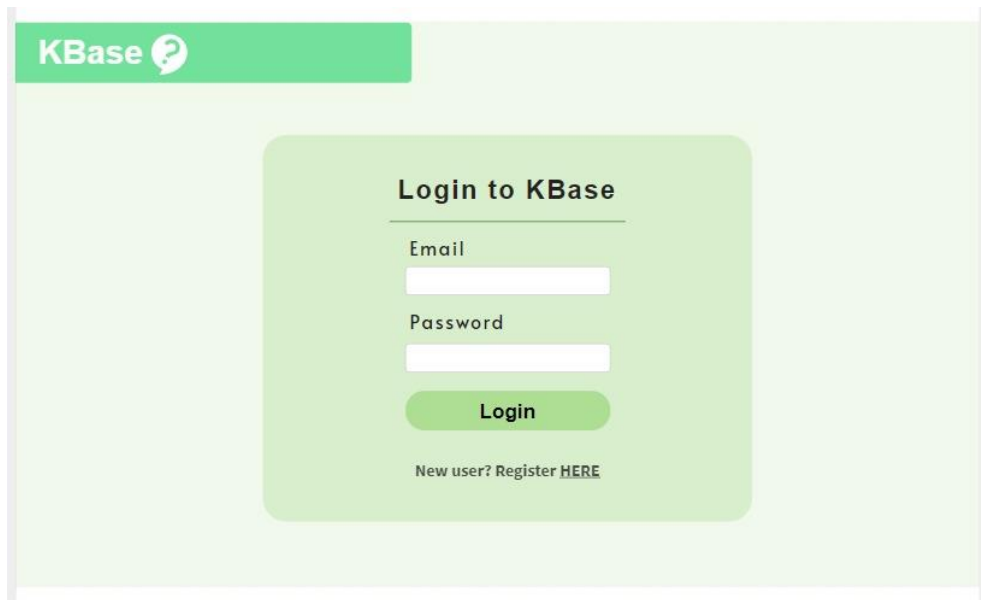 KBase
Login to KBase
Email
Password
Login
New user? Register HERE